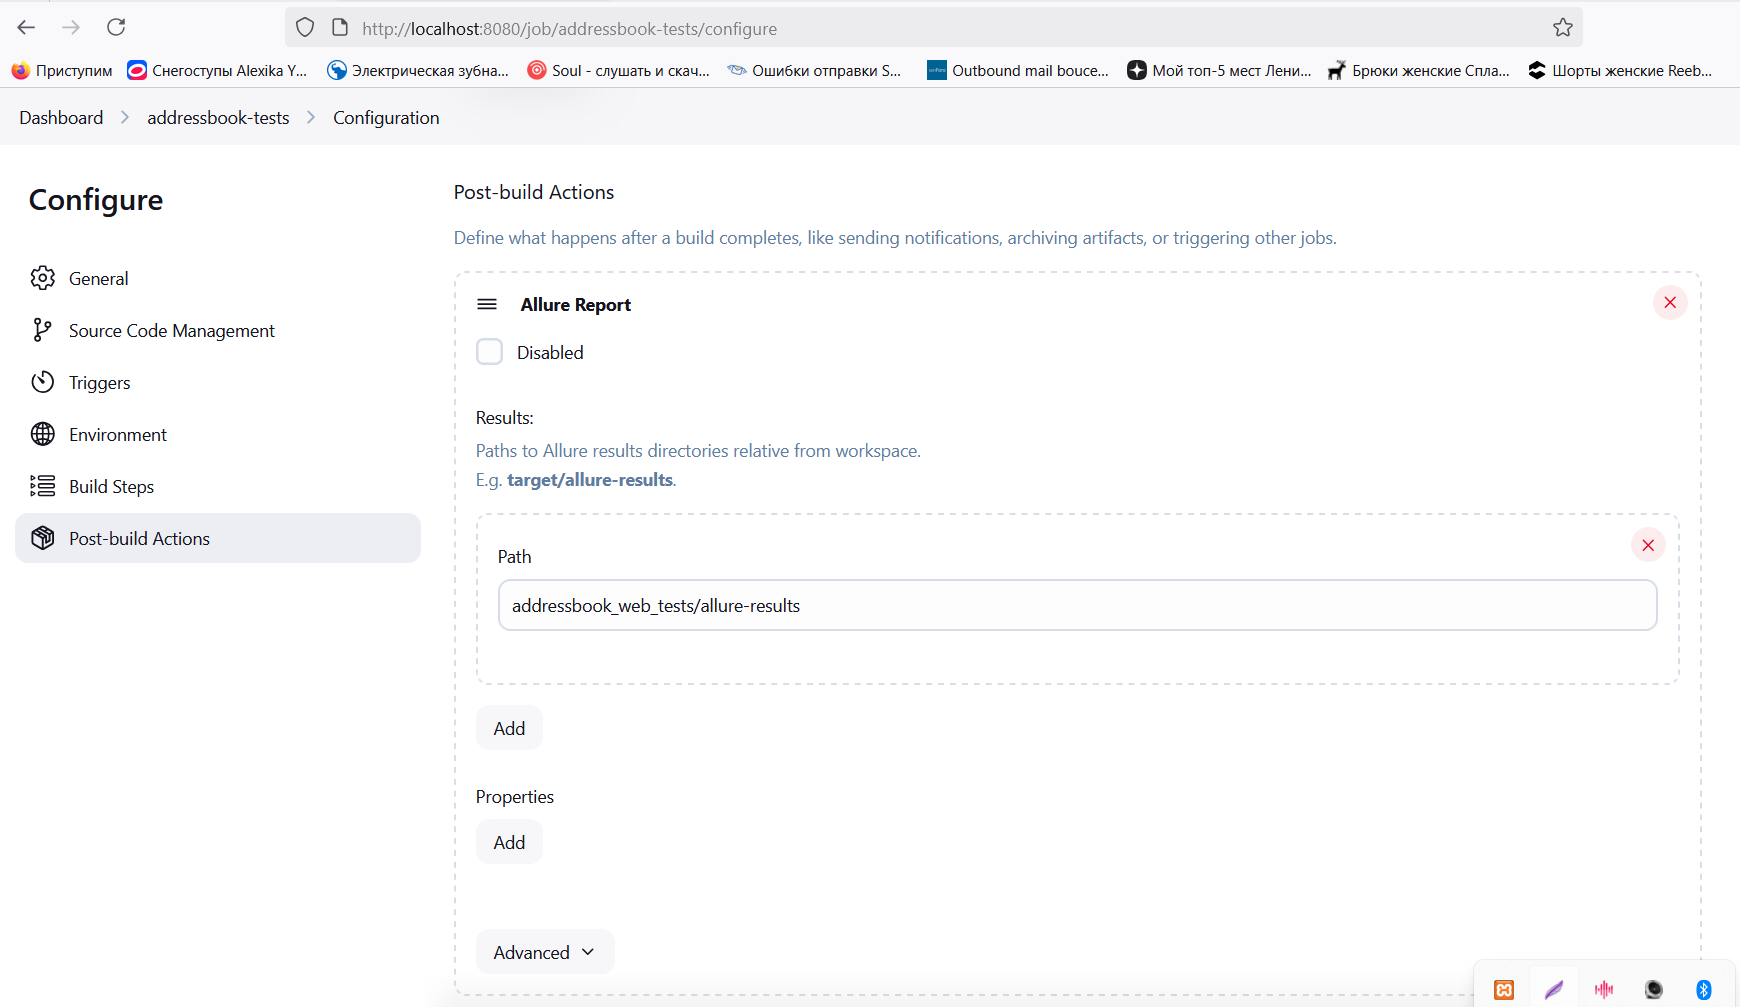 http://localhost:8080/job/addressbook-tests/configure
Приступим
Снегоступы Alexika Y...
Электрическая зубна...
Soul - слушать и скач...
Ошибки отправки S...
Outbound mail bouce...
Мой топ-5 мест Лени...
Брюки женские Спла...
Шорты женские Reeb...
Dashboard > addressbook-tests > Configuration
Configure
General
Source Code Management
Triggers
Environment
Build Steps
Post-build Actions
Post-build Actions
Define what happens after a build completes, like sending notifications, archiving artifacts, or triggering other jobs.
Allure Report
Disabled
Results:
Paths to Allure results directories relative from workspace.
E.g. target/allure-results.
Path
addressbook_web_tests/allure-results
Add
Properties
Add
Advanced